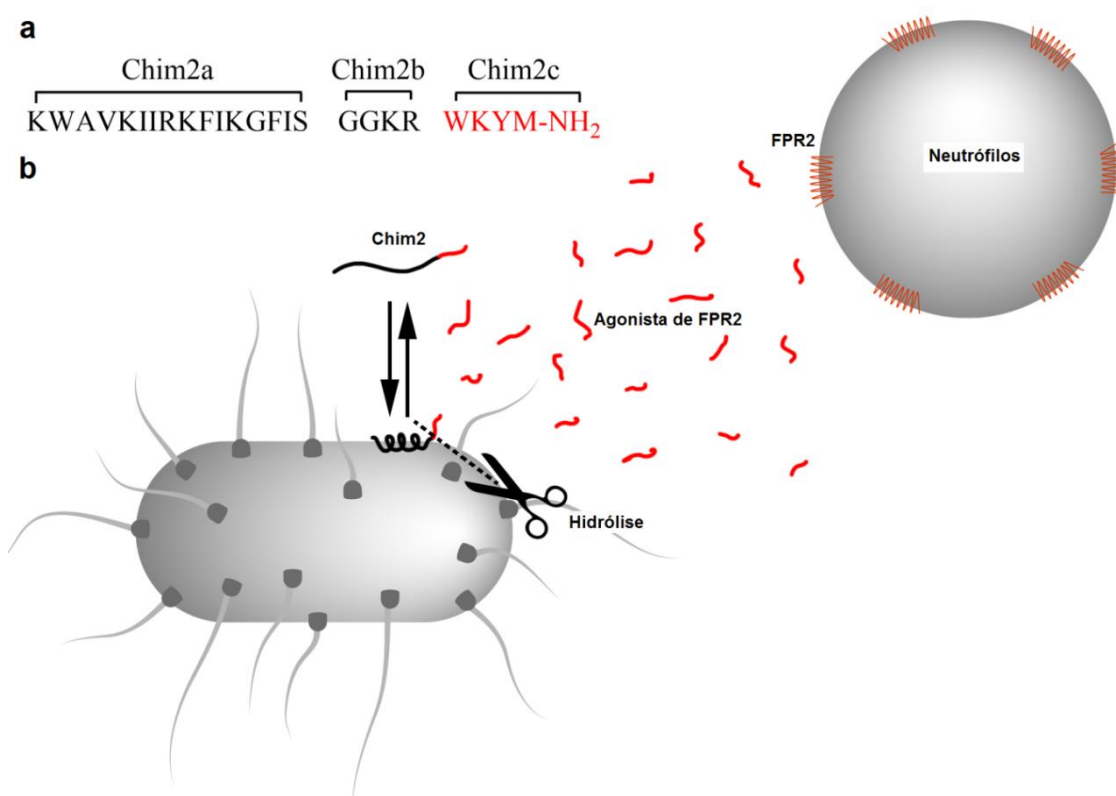 a
Chim2a Chim2b Chim2c
KWAVKIIRKFIKGFIS GGKR WKYM-NH2
b
FPR2
Neutrófilos
Chim2
Agonista de FPR2
Hidrólise